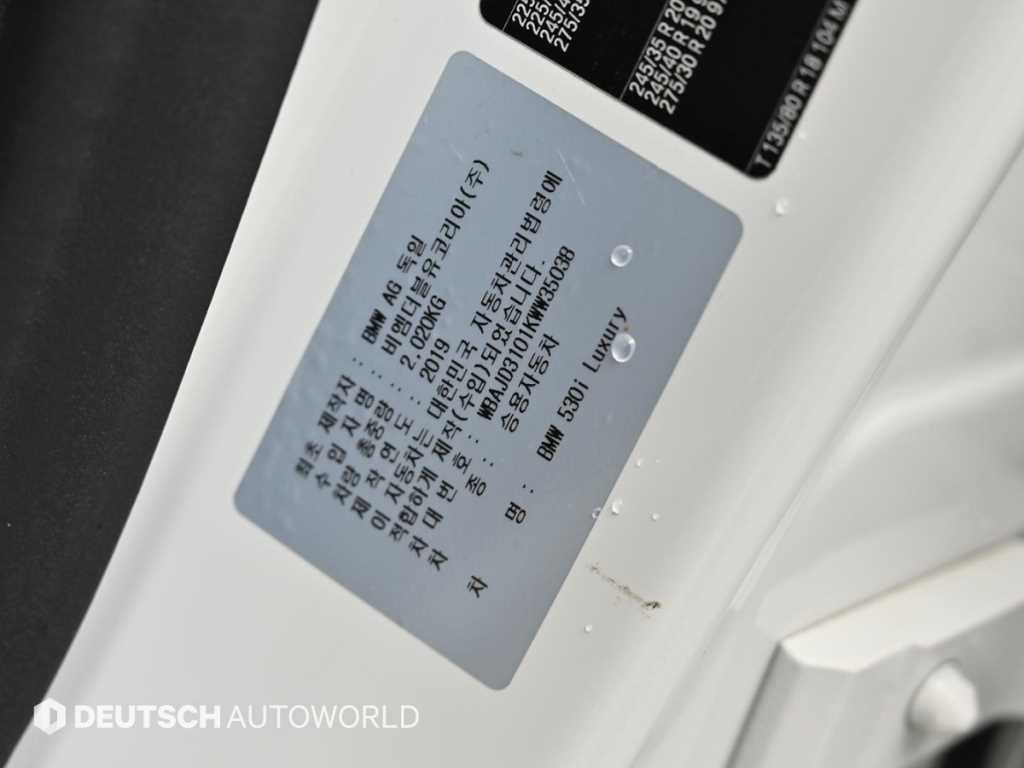 245/35 R 20
245/40 R 19
275/30 R 20
T 135/80 R 18 104 M
최초 제작자 : BMW AG 독일
수 입 자 명 : 비엠더블유코리아(주)
차량 총중량 : 2.020KG
제 작 연 도 : 2019
이 자동차는 대한민국 자동차관리법령에
적합하게 제작(수입)되었습니다.
차 대 번 호 : WBAJD3101KWW35038
차 종 : 승용자동차
차 명 : BMW 530i Luxury
DEUTSCH AUTOWORLD